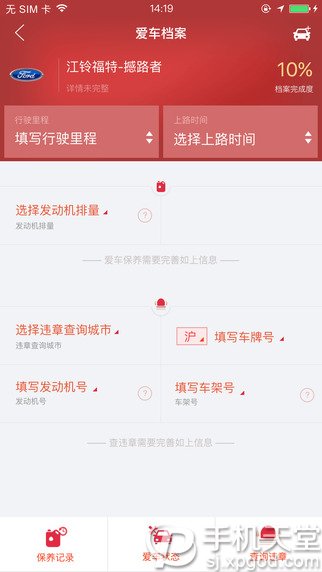 无 SIM 卡
14:19
爱车档案
Ford
江铃福特-撼路者
10%
详情未完整
档案完成度
行驶里程
上路时间
填写行驶里程
选择上路时间
选择发动机排量
?
发动机排量
爱车保养需要完善如上信息
选择违章查询城市
沪
填写车牌号
违章查询城市
填写发动机号
?
填写车架号
?
发动机号
车架号
查违章需要完善如上信息
保养记录
爱车状态
查询违章
手机天堂
sj.xpgod.com